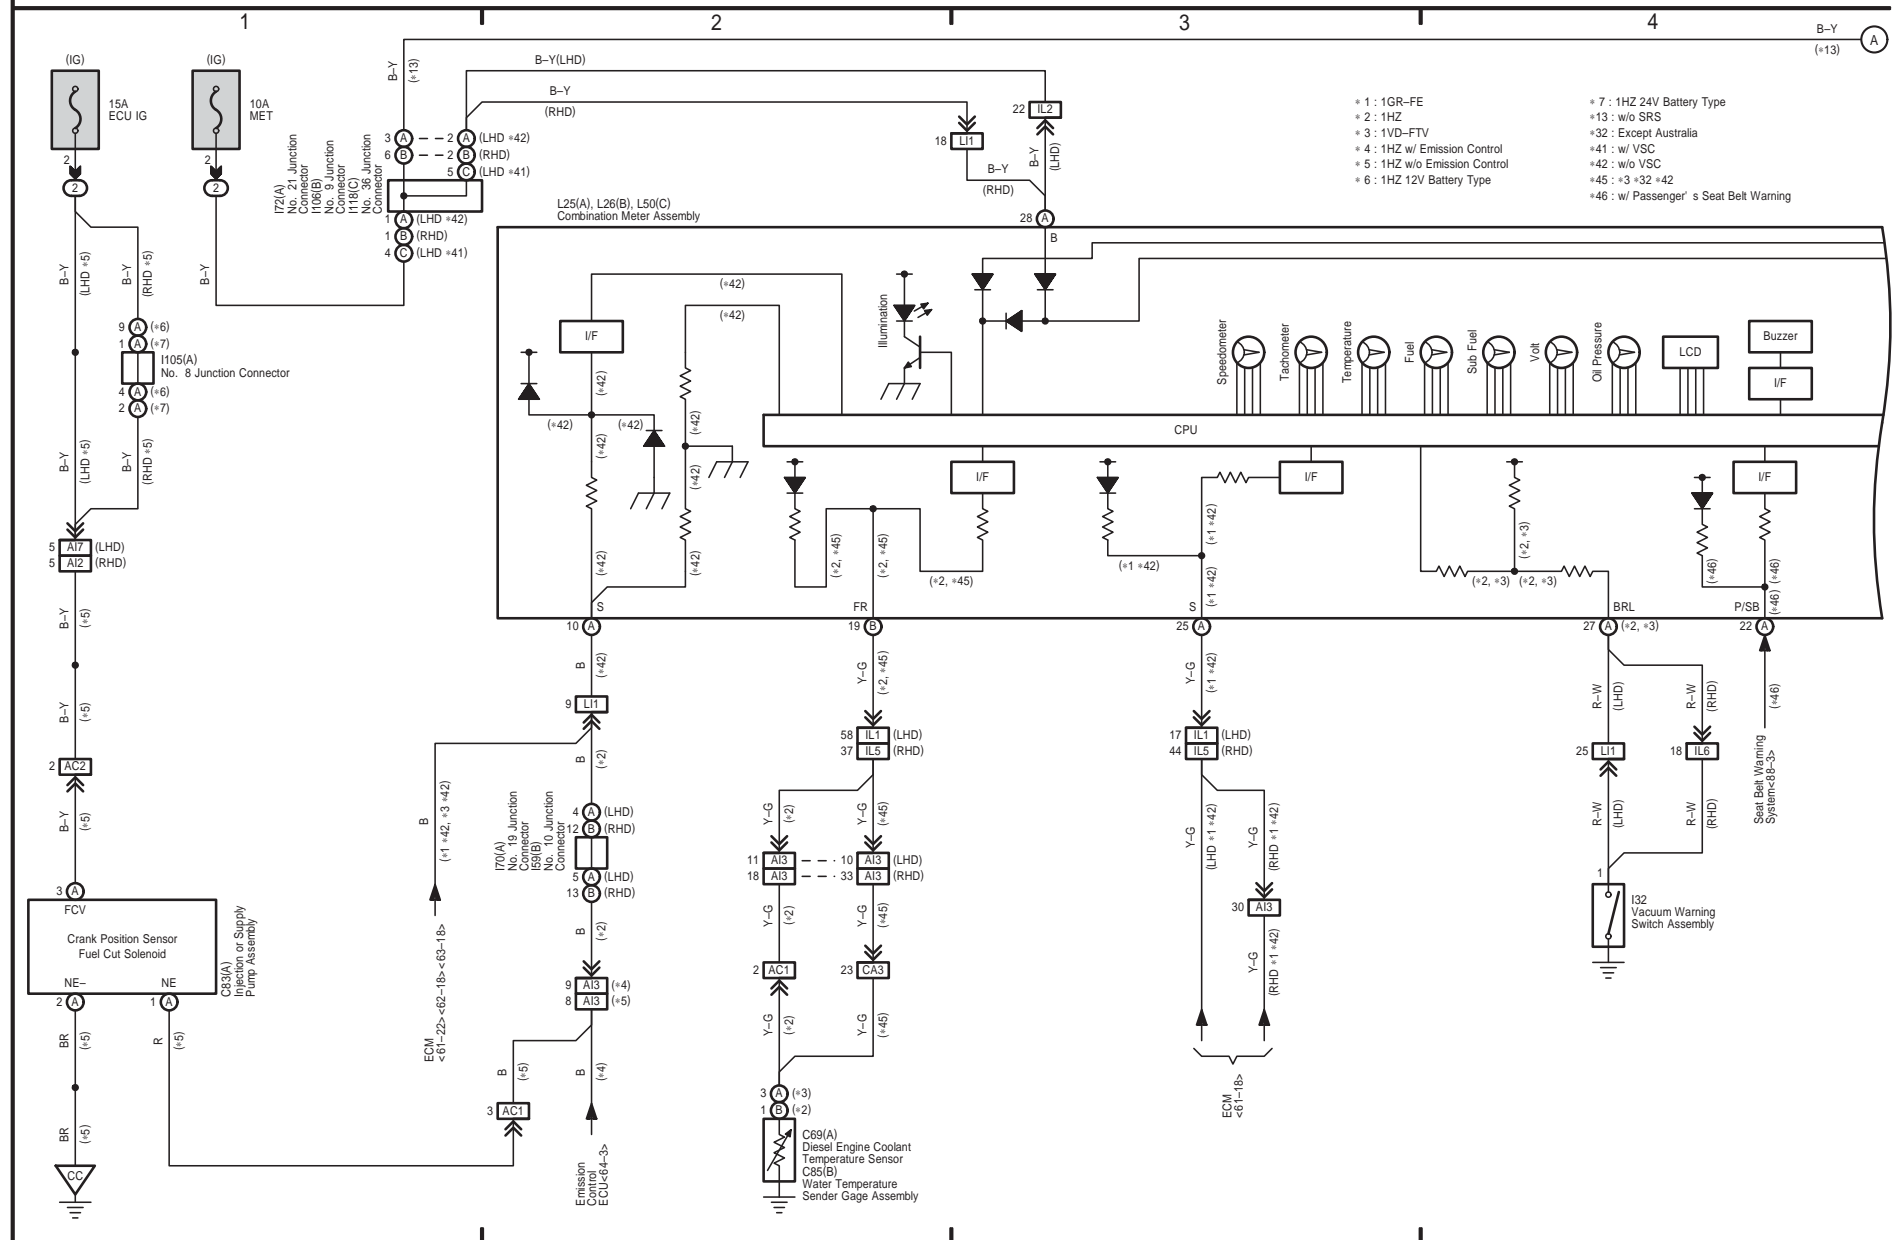 1
2
3
4
B–Y
(∗13)
A
(IG)
15A
ECU IG
2
2
(IG)
10A
MET
2
2
B–Y
(∗13)
B–Y(LHD)
B–Y
(RHD)
3 A 2 A (LHD ∗42)
6 B 2 B (RHD)
5 C (LHD ∗41)
I72(A)
No. 21 Junction
Connector
I106(B)
No. 9 Junction
Connector
I118(C)
No. 36 Junction
Connector
1 A (LHD ∗42)
1 B (RHD)
4 C (LHD ∗41)
22 IL2
18 LI1
B–Y
(RHD)
B–Y
(LHD)
28 A
∗ 1 : 1GR–FE
∗ 2 : 1HZ
∗ 3 : 1VD–FTV
∗ 4 : 1HZ w/ Emission Control
∗ 5 : 1HZ w/o Emission Control
∗ 6 : 1HZ 12V Battery Type
∗ 7 : 1HZ 24V Battery Type
∗13 : w/o SRS
∗32 : Except Australia
∗41 : w/ VSC
∗42 : w/o VSC
∗45 : ∗3 ∗32 ∗42
∗46 : w/ Passenger' s Seat Belt Warning
L25(A), L26(B), L50(C)
Combination Meter Assembly
B
B–Y
(LHD ∗5)
B–Y
(RHD ∗5)
B–Y
9 A (∗6)
1 A (∗7)
I105(A)
No. 8 Junction Connector
4 A (∗6)
2 A (∗7)
B–Y
(LHD ∗5)
B–Y
(RHD ∗5)
5 AI7 (LHD)
5 AI2 (RHD)
B–Y
(∗5)
B–Y
(∗5)
2 AC2
B–Y
(∗5)
3 A
FCV
Crank Position Sensor
Fuel Cut Solenoid
NE–
NE
C83(A)
Injection or Supply
Pump Assembly
2 A
1 A
BR
(∗5)
R
(∗5)
BR
(∗5)
CC
(∗42)
(∗42)
I/F
(∗42)
(∗42)
(∗42)
(∗42)
(∗42)
(∗42)
(∗42)
(∗42)
Illumination
Speedometer
Tachometer
Temperature
Fuel
Sub Fuel
Volt
Oil Pressure
LCD
Buzzer
I/F
CPU
I/F
I/F
I/F
(∗2, ∗45)
(∗2, ∗45)
(∗2, ∗45)
(∗1 ∗42)
(∗1 ∗42)
(∗1 ∗42)
(∗2, ∗3)
(∗2, ∗3)
(∗2, ∗3)
(∗46)
(∗46)
(∗46)
S
FR
S
BRL
P/SB
10 A
19 B
25 A
27 A (∗2, ∗3)
22 A
B
(∗42)
9 LI1
B
(∗2)
B
(∗1 ∗42, ∗3 ∗42)
ECM
<61–22><62–18><63–18>
4 A (LHD)
12 B (RHD)
I70(A)
No. 19 Junction
Connector
I59(B)
No. 10 Junction
Connector
5 A (LHD)
13 B (RHD)
B
(∗2)
9 AI3 (∗4)
8 AI3 (∗5)
B
(∗5)
B
(∗4)
3 AC1
Emission
Control
ECU<64–3>
Y–G
(∗2, ∗45)
58 IL1 (LHD)
37 IL5 (RHD)
Y–G
(∗2)
Y–G
(∗45)
11 AI3 10 AI3 (LHD)
18 AI3 33 AI3 (RHD)
Y–G
(∗2)
Y–G
(∗45)
2 AC1
23 CA3
Y–G
(∗2)
Y–G
(∗45)
3 A (∗3)
1 B (∗2)
C69(A)
Diesel Engine Coolant
Temperature Sensor
C85(B)
Water Temperature
Sender Gage Assembly
Y–G
(∗1 ∗42)
17 IL1 (LHD)
44 IL5 (RHD)
Y–G
(LHD ∗1 ∗42)
Y–G
(RHD ∗1 ∗42)
30 AI3
Y–G
(RHD ∗1 ∗42)
ECM
<61–18>
R–W
(LHD)
R–W
(RHD)
25 LI1
18 IL6
R–W
(LHD)
R–W
(RHD)
1
I32
Vacuum Warning
Switch Assembly
(∗46)
Seat Belt Warning
System<88–3>